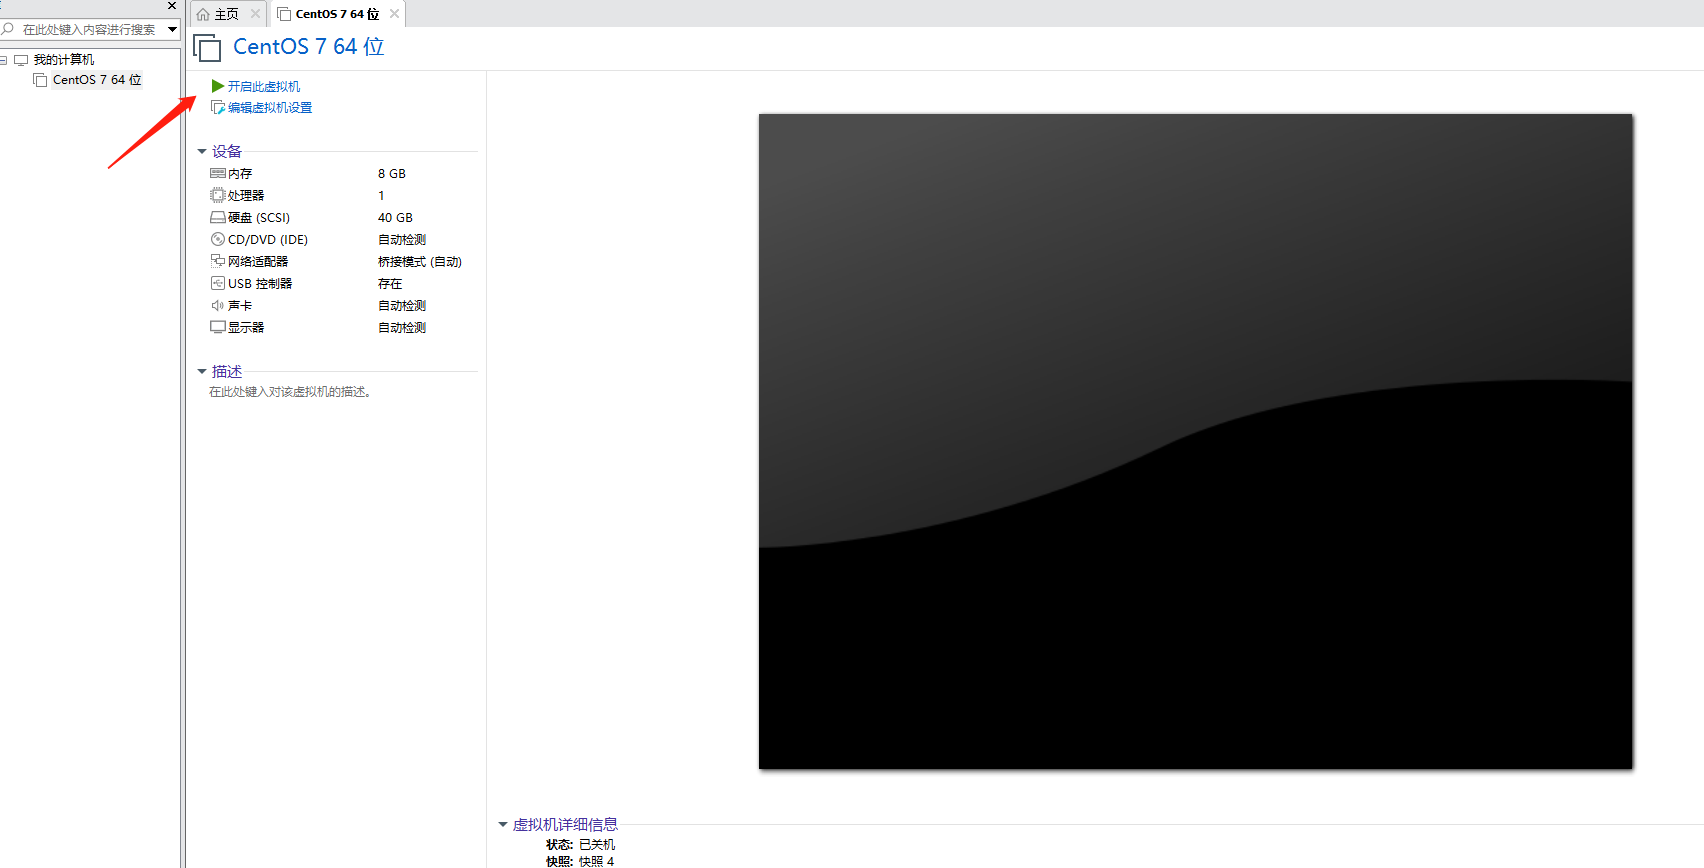 主页
CentOS 7 64 位
在此处键入内容进行搜索
CentOS 7 64 位
我的计算机
CentOS 7 64 位
开启此虚拟机
编辑虚拟机设置
设备
内存 8 GB
处理器 1
硬盘 (SCSI) 40 GB
CD/DVD (IDE) 自动检测
网络适配器 桥接模式 (自动)
USB 控制器 存在
声卡 自动检测
显示器 自动检测
描述
在此处键入对该虚拟机的描述。
虚拟机详细信息
状态: 已关机
快照: 快照 4